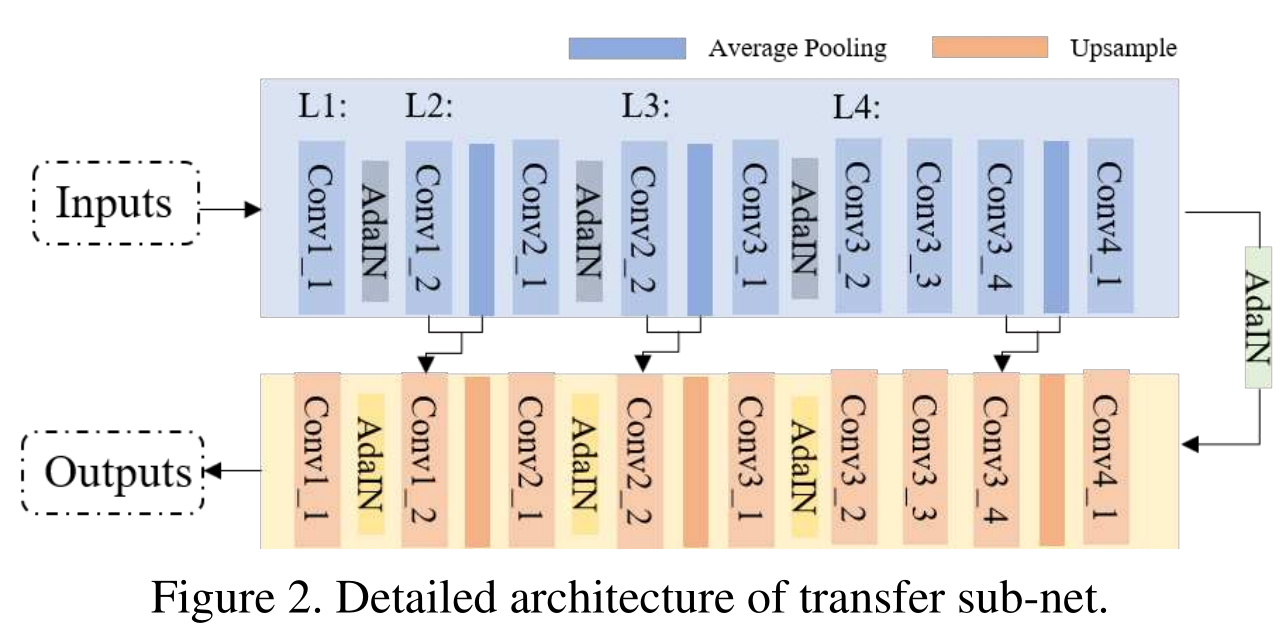 Average Pooling
Upsample
L1:
L2:
L3:
L4:
Inputs
Conv1_1
AdaIN
Conv1_2
Conv2_1
AdaIN
Conv2_2
Conv3_1
AdaIN
Conv3_2
Conv3_3
Conv3_4
Conv4_1
AdaIN
Outputs
Conv1_1
AdaIN
Conv1_2
Conv2_1
AdaIN
Conv2_2
Conv3_1
AdaIN
Conv3_2
Conv3_3
Conv3_4
Conv4_1
Figure 2. Detailed architecture of transfer sub-net.